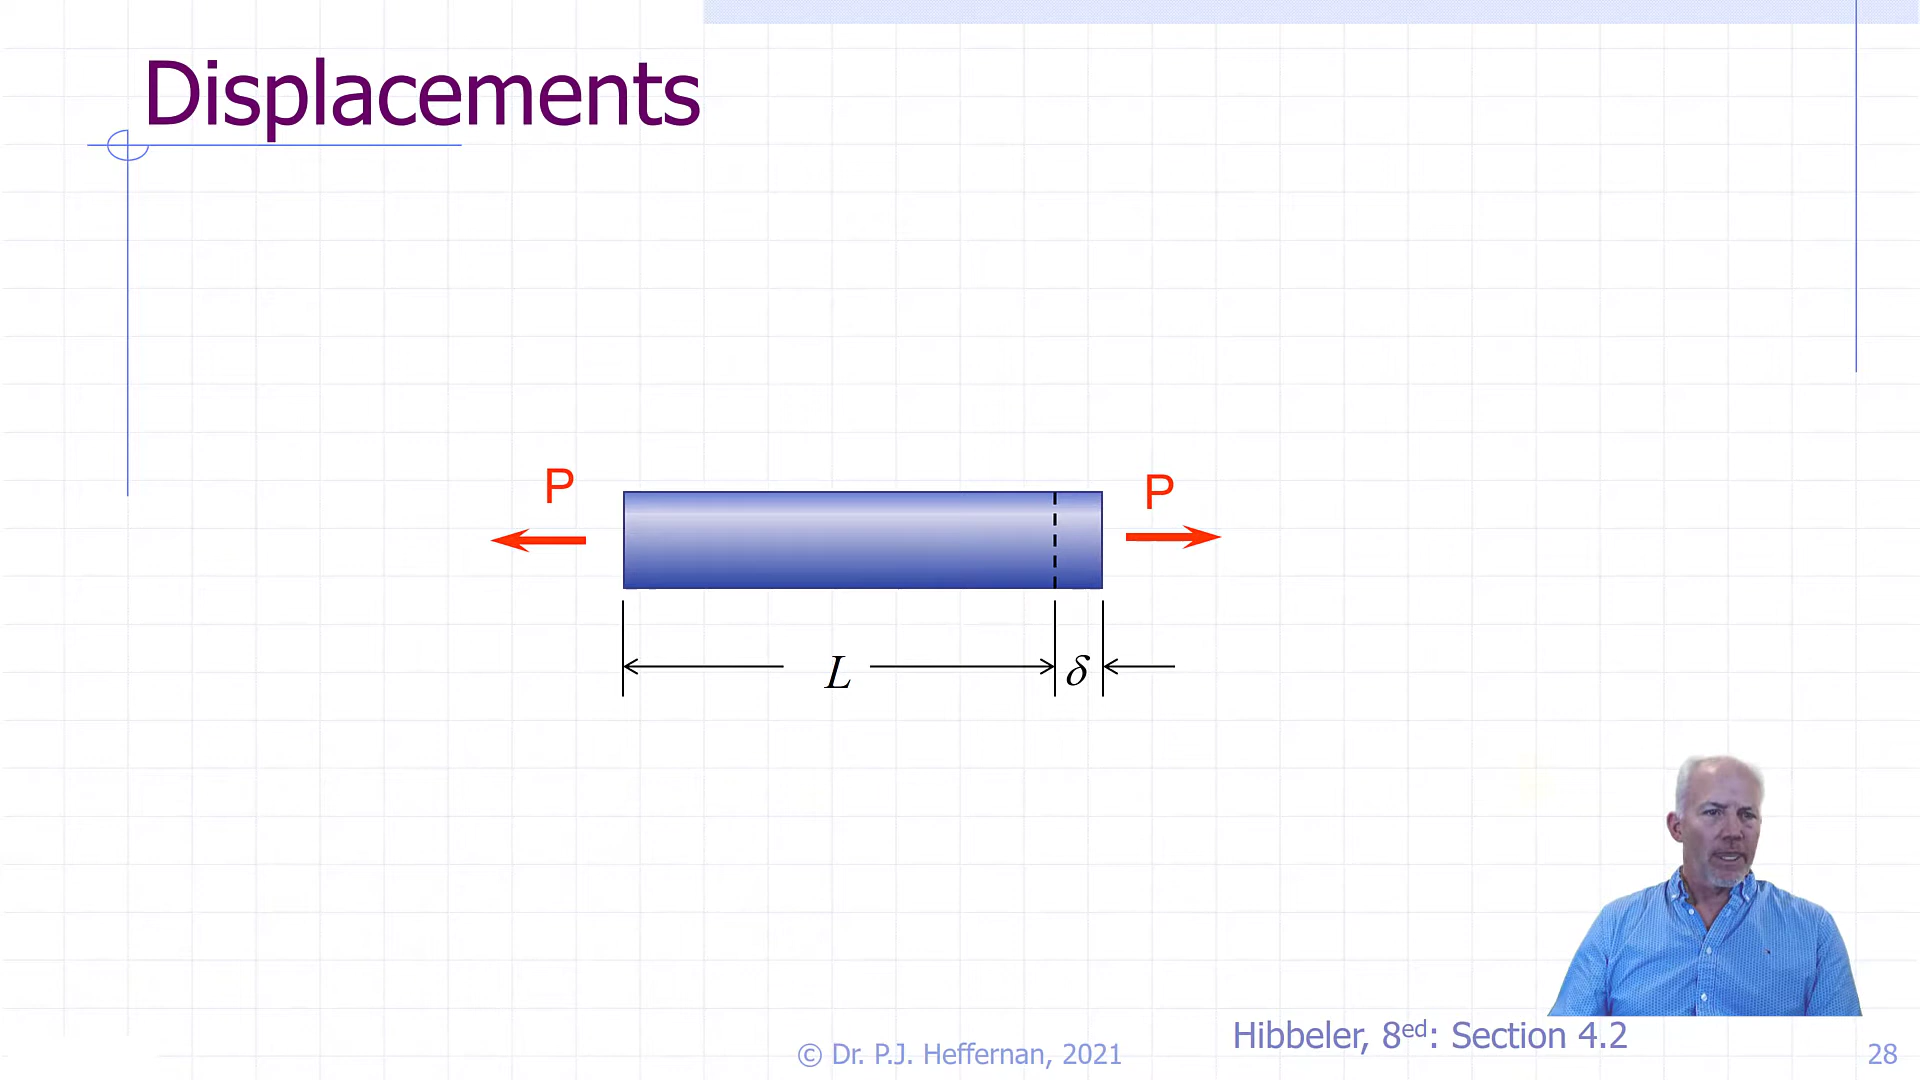 Displacements
P
P
L
δ
Hibbeler, 8ed: Section 4.2
© Dr. P.J. Heffernan, 2021
28